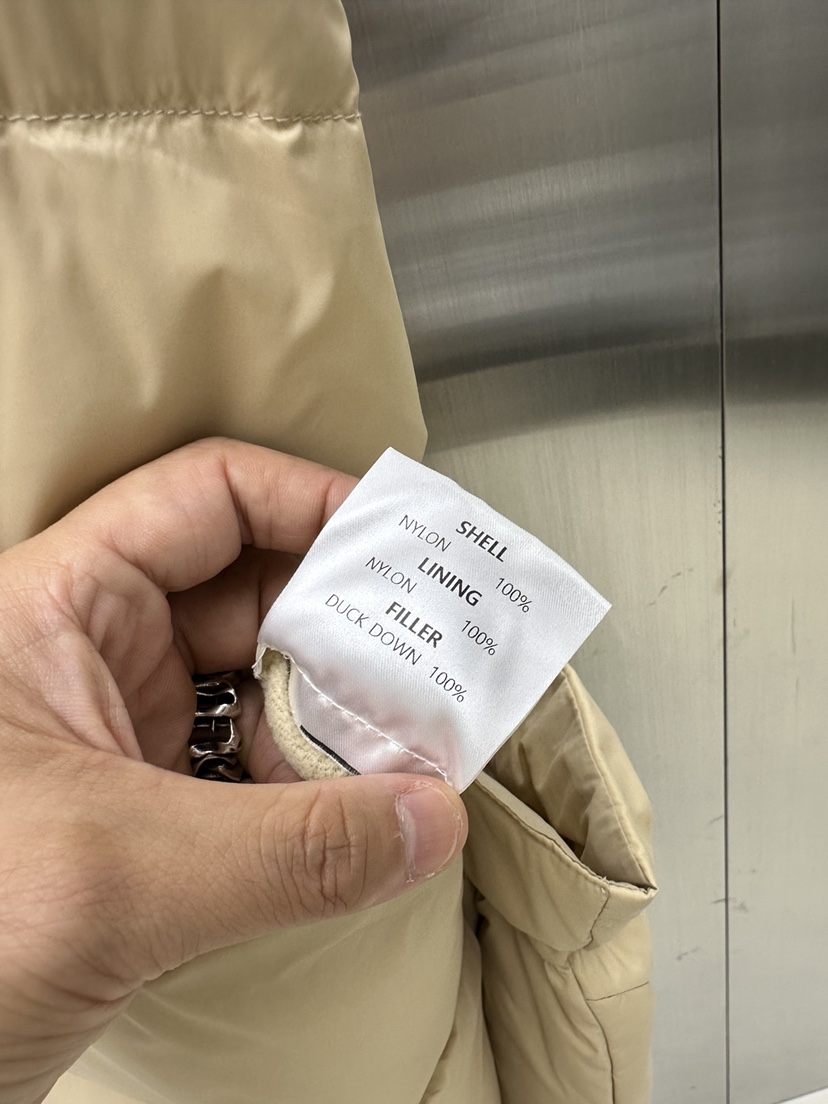 SHELL
NYLON 100%
LINING
NYLON 100%
FILLER
DUCK DOWN 100%